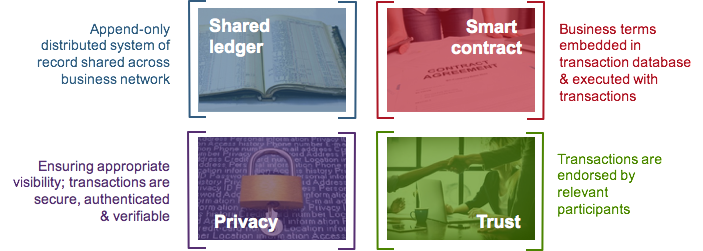 Append-only
distributed system of
record shared across
business network
Shared
ledger
Smart
contract
CONTRACT
AGREEMENT
Business terms
embedded in
transaction database
& executed with
transactions
Ensuring appropriate
visibility; transactions are
secure, authenticated
& verifiable
Privacy
Trust
Transactions are
endorsed by
relevant
participants